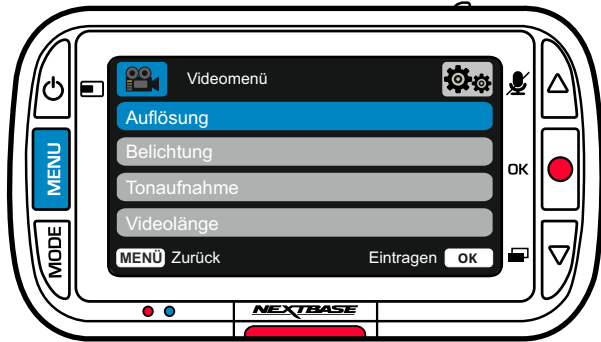 Videomenü
Auflösung
MENU
Belichtung
OK
Tonaufnahme
MODE
Videolänge
MENÜ Zurück Eintragen OK
NEXTBASE